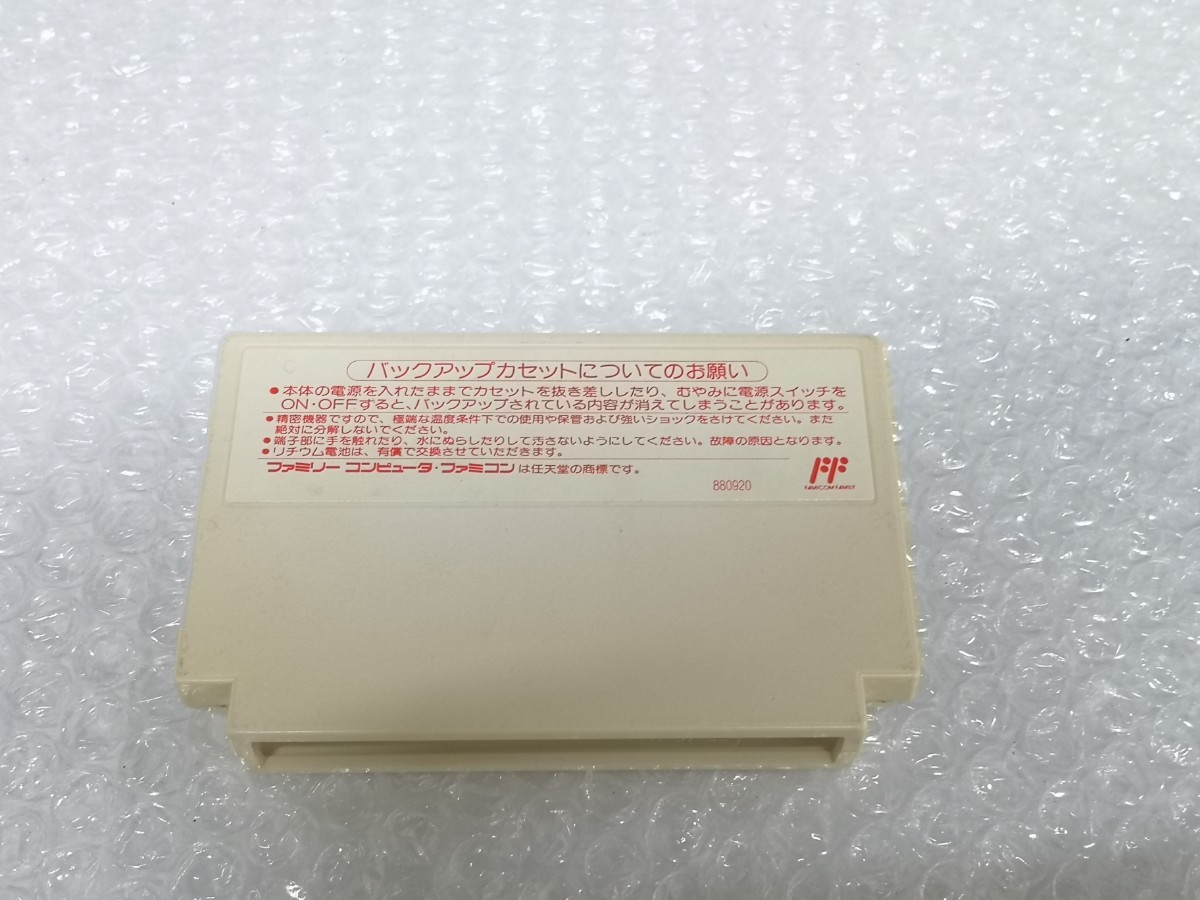 バックアップカセットについてのお願い
●本体の電源を入れたままでカセットを抜き差ししたり、むやみに電源スイッチを
ON・OFFすると、バックアップされている内容が消えてしまうことがあります。
●精密機器ですので、極端な温度条件下での使用や保管および強いショックをさけてください。また
絶対に分解しないでください。
●端子部に手を触れたり、水にぬらしたりして汚さないようにしてください。故障の原因となります。
●リチウム電池は、有償で交換させていただきます。
ファミリー コンピュータ・ファミコン は任天堂の商標です。
880920
FAMICOM FAMILY